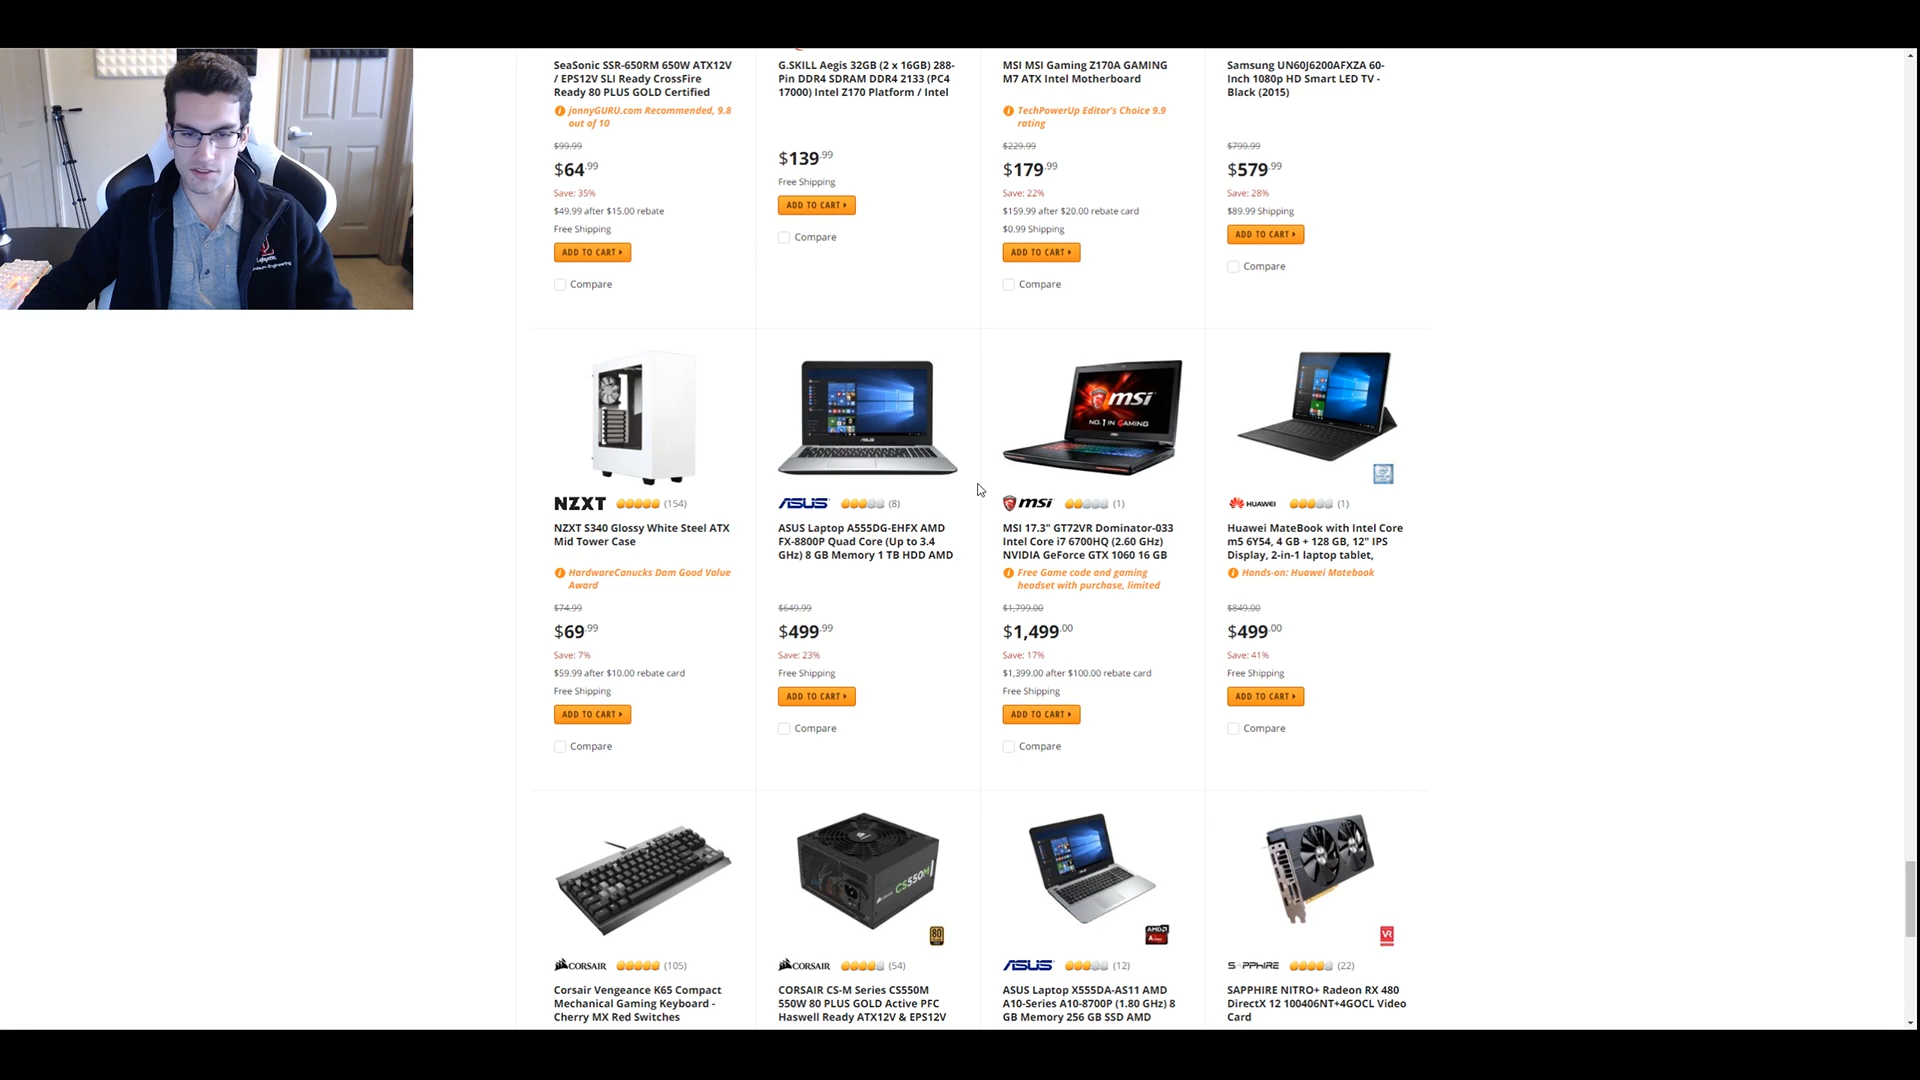 SeaSonic SSR-650RM 650W ATX12V
/ EPS12V SLI Ready CrossFire
Ready 80 PLUS GOLD Certified
jonnyGURU.com Recommended, 9.8
out of 10
$99.99
$64.99
Save: 35%
$49.99 after $15.00 rebate
Free Shipping
ADD TO CART
Compare
G.SKILL Aegis 32GB (2 x 16GB) 288-
Pin DDR4 SDRAM DDR4 2133 (PC4
17000) Intel Z170 Platform / Intel
$139.99
Free Shipping
ADD TO CART
Compare
MSI MSI Gaming Z170A GAMING
M7 ATX Intel Motherboard
TechPowerUp Editor's Choice 9.9
rating
$229.99
$179.99
Save: 22%
$159.99 after $20.00 rebate card
$0.99 Shipping
ADD TO CART
Compare
Samsung UN60J6200AFXZA 60-
Inch 1080p HD Smart LED TV -
Black (2015)
$799.99
$579.99
Save: 28%
$89.99 Shipping
ADD TO CART
Compare
Lafayette
NZXT (154)
NZXT S340 Glossy White Steel ATX
Mid Tower Case
HardwareCanucks Dam Good Value
Award
$74.99
$69.99
Save: 7%
$59.99 after $10.00 rebate card
Free Shipping
ADD TO CART
Compare
ASUS
ASUS (8)
ASUS Laptop A555DG-EHFX AMD
FX-8800P Quad Core (Up to 3.4
GHz) 8 GB Memory 1 TB HDD AMD
$649.99
$499.99
Save: 23%
Free Shipping
ADD TO CART
Compare
msi
NO.1 IN GAMING
msi (1)
MSI 17.3" GT72VR Dominator-033
Intel Core i7 6700HQ (2.60 GHz)
NVIDIA GeForce GTX 1060 16 GB
Free Game code and gaming
headset with purchase, limited
$1,799.00
$1,499.00
Save: 17%
$1,399.00 after $100.00 rebate card
Free Shipping
ADD TO CART
Compare
HUAWEI (1)
Huawei MateBook with Intel Core
m5 6Y54, 4 GB + 128 GB, 12" IPS
Display, 2-in-1 laptop tablet,
Hands-on: Huawei Matebook
$849.00
$499.00
Save: 41%
Free Shipping
ADD TO CART
Compare
CORSAIR (105)
Corsair Vengeance K65 Compact
Mechanical Gaming Keyboard -
Cherry MX Red Switches
CS550M
80
CORSAIR (54)
CORSAIR CS-M Series CS550M
550W 80 PLUS GOLD Active PFC
Haswell Ready ATX12V & EPS12V
AMD
ASUS (12)
ASUS Laptop X555DA-AS11 AMD
A10-Series A10-8700P (1.80 GHz) 8
GB Memory 256 GB SSD AMD
VR
SAPPHIRE (22)
SAPPHIRE NITRO+ Radeon RX 480
DirectX 12 100406NT+4GOCL Video
Card